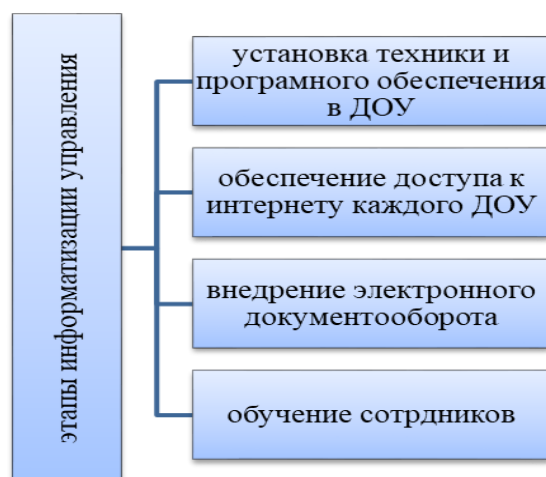 этапы информатизации управления
установка техники и
програмного обеспечения
в ДОУ
обеспечение доступа к
интернету каждого ДОУ
внедрение электронного
документооборота
обучение сотрдников